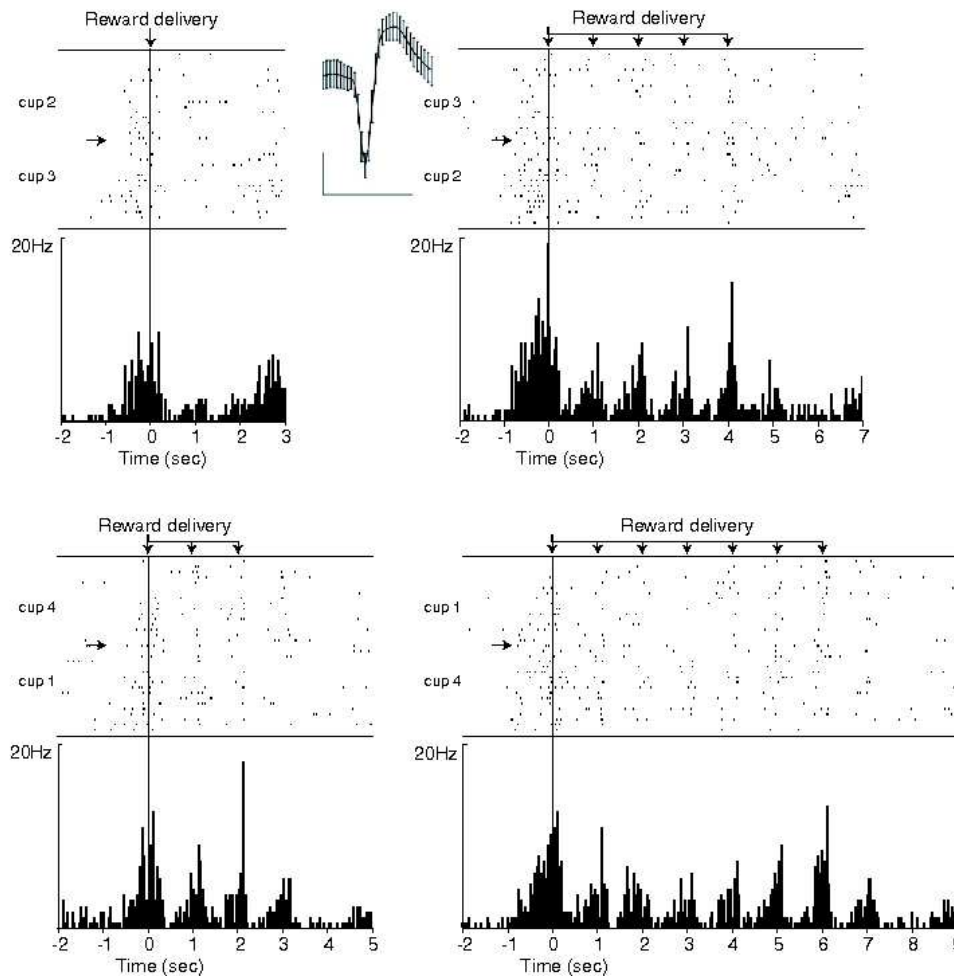 Reward delivery
cup 2
cup 3
20Hz
-2 -1 0 1 2 3
Time (sec)
Reward delivery
cup 3
cup 2
20Hz
-2 -1 0 1 2 3 4 5 6 7
Time (sec)
Reward delivery
cup 4
cup 1
20Hz
-2 -1 0 1 2 3 4 5
Time (sec)
Reward delivery
cup 1
cup 4
20Hz
-2 -1 0 1 2 3 4 5 6 7 8 9
Time (sec)